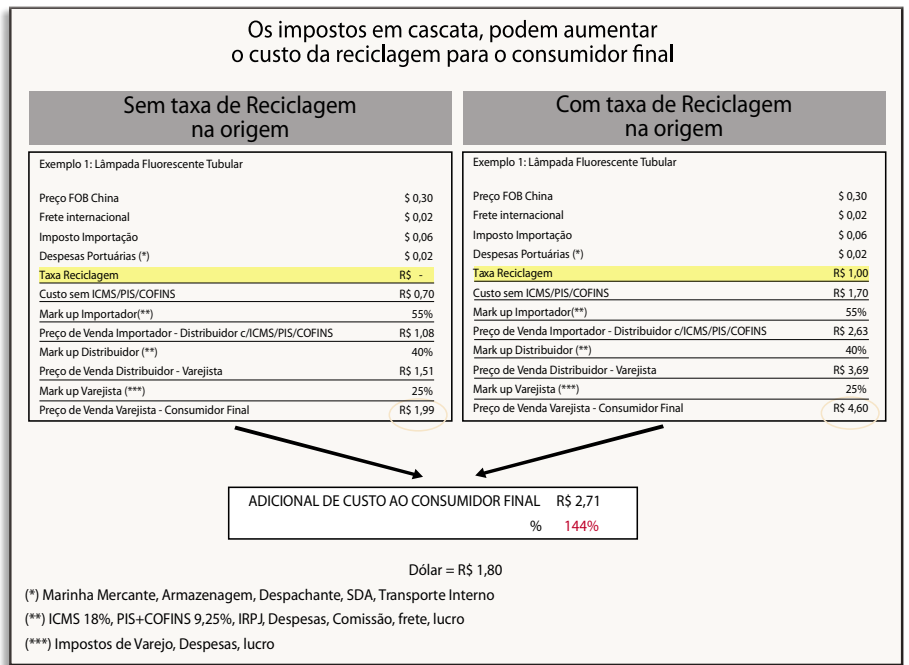 Os impostos em cascata, podem aumentar
o custo da reciclagem para o consumidor final
Sem taxa de Reciclagem
na origem
Exemplo 1: Lâmpada Fluorescente Tubular
Preço FOB China $ 0,30
Frete internacional $ 0,02
Imposto Importação $ 0,06
Despesas Portuárias (*) $ 0,02
Taxa Reciclagem R$ -
Custo sem ICMS/PIS/COFINS R$ 0,70
Mark up Importador(**) 55%
Preço de Venda Importador - Distribuidor c/ICMS/PIS/COFINS R$ 1,08
Mark up Distribuidor (**) 40%
Preço de Venda Distribuidor - Varejista R$ 1,51
Mark up Varejista (***) 25%
Preço de Venda Varejista - Consumidor Final R$ 1,99
Com taxa de Reciclagem
na origem
Exemplo 1: Lâmpada Fluorescente Tubular
Preço FOB China $ 0,30
Frete internacional $ 0,02
Imposto Importação $ 0,06
Despesas Portuárias (*) $ 0,02
Taxa Reciclagem R$ 1,00
Custo sem ICMS/PIS/COFINS R$ 1,70
Mark up Importador(**) 55%
Preço de Venda Importador - Distribuidor c/ICMS/PIS/COFINS R$ 2,63
Mark up Distribuidor (**) 40%
Preço de Venda Distribuidor - Varejista R$ 3,69
Mark up Varejista (***) 25%
Preço de Venda Varejista - Consumidor Final R$ 4,60
ADICIONAL DE CUSTO AO CONSUMIDOR FINAL R$ 2,71
% 144%
Dólar = R$ 1,80
(*) Marinha Mercante, Armazenagem, Despachante, SDA, Transporte Interno
(**) ICMS 18%, PIS+COFINS 9,25%, IRPJ, Despesas, Comissão, frete, lucro
(***) Impostos de Varejo, Despesas, lucro